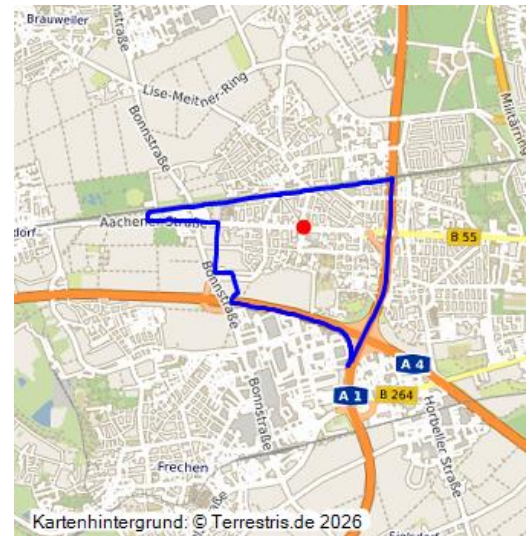 Brauweiler
Lise-Meitner-Ring
Bonnstraße
Militärring
Aachener Straße
dorf
B 55
Bonnstraße
A 4
A 1
B 264
Bonnstraße
Horbeller Straße
Frechen
Kartenhintergrund: © Terrestris.de 2026